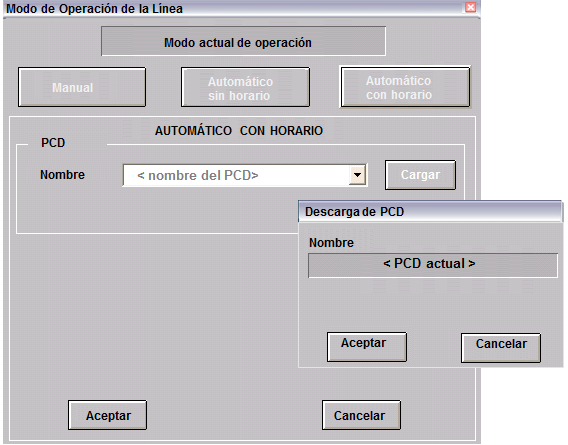 Modo de Operación de la Línea
Modo actual de operación
Manual
Automático
sin horario
Automático
con horario
AUTOMÁTICO CON HORARIO
PCD
Nombre
< nombre del PCD>
Cargar
Descarga de PCD
Nombre
< PCD actual >
Aceptar
Cancelar
Aceptar
Cancelar